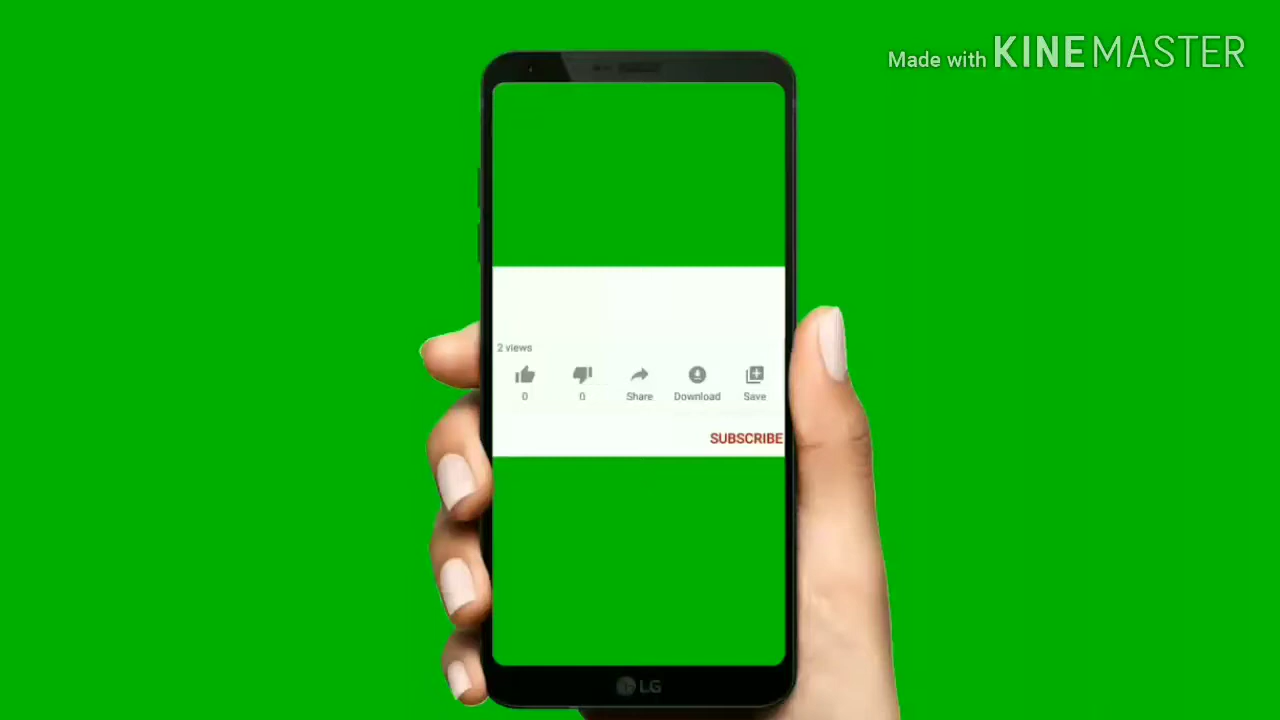 Made with KINEMASTER
2 views
0 0 Share Download Save
SUBSCRIBE
LG